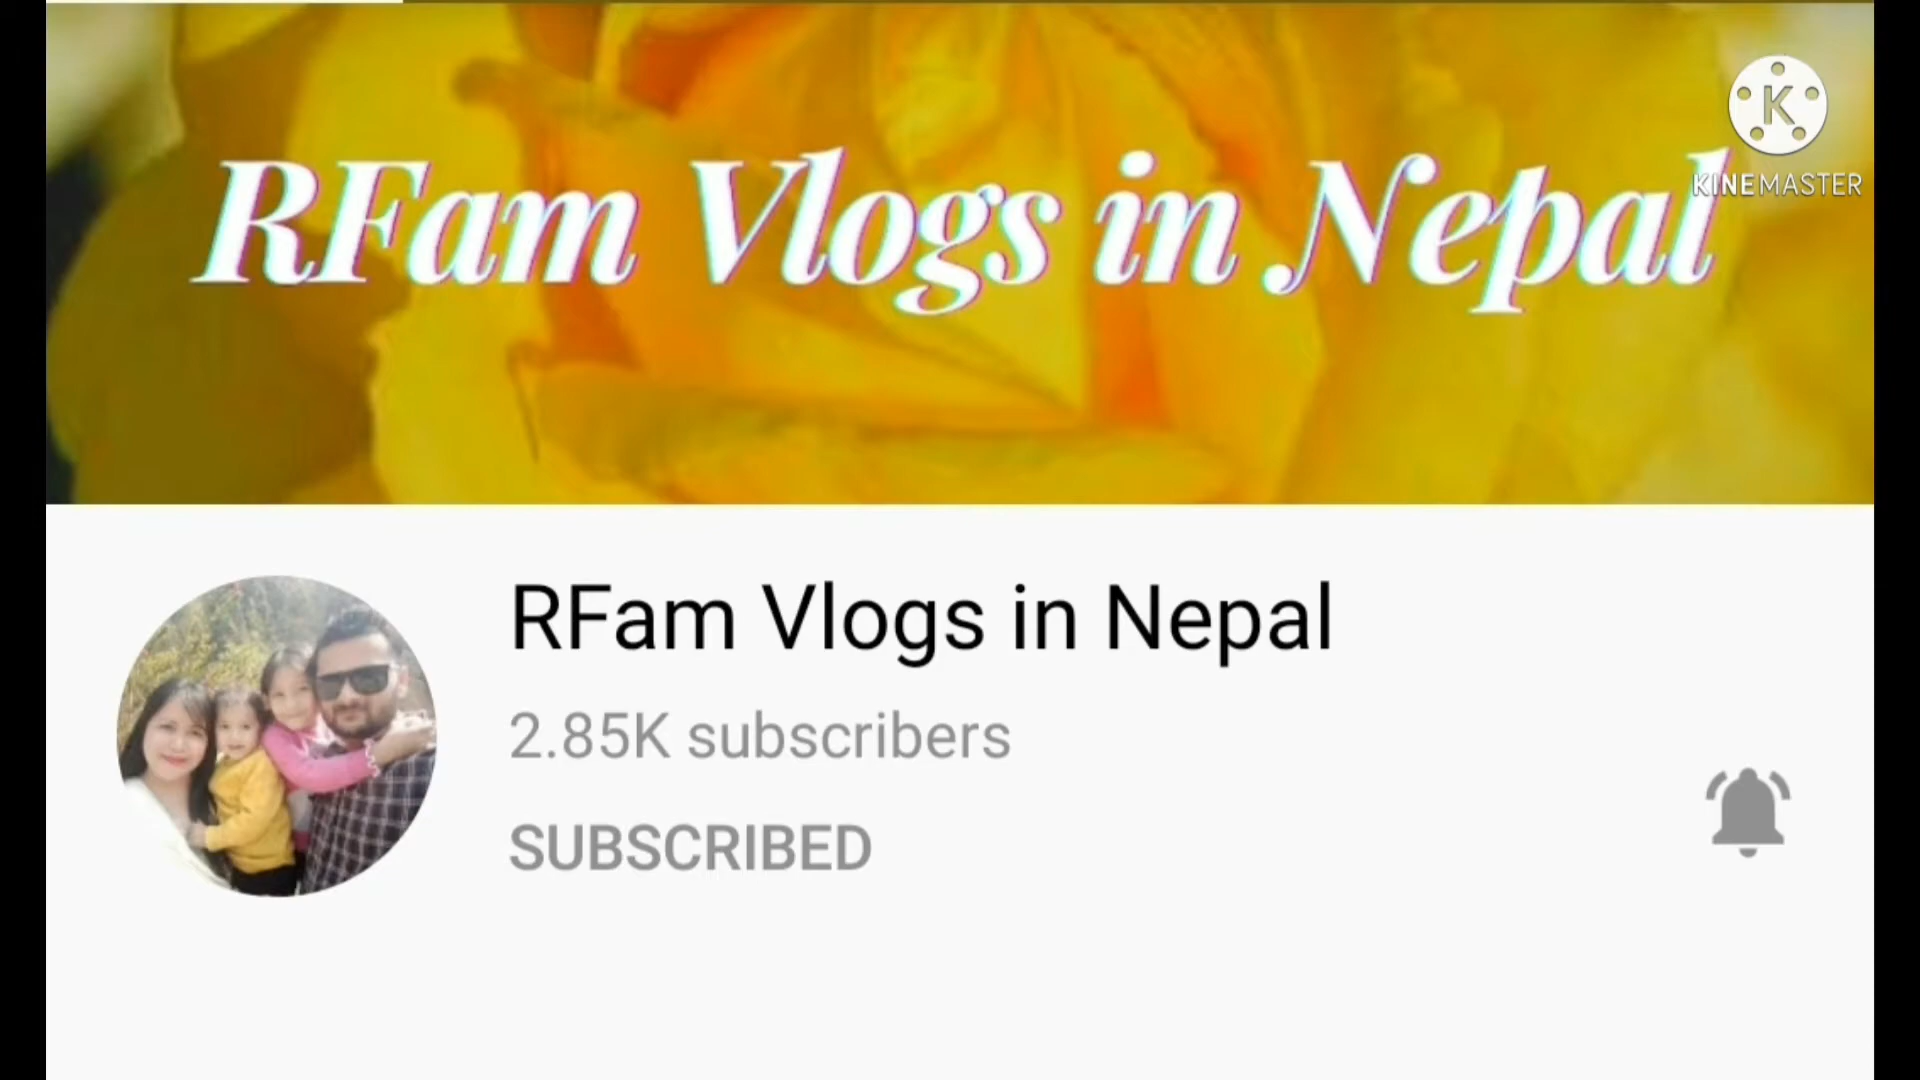 RFam Vlogs in Nepal
K
KINEMASTER
RFam Vlogs in Nepal
2.85K subscribers
SUBSCRIBED